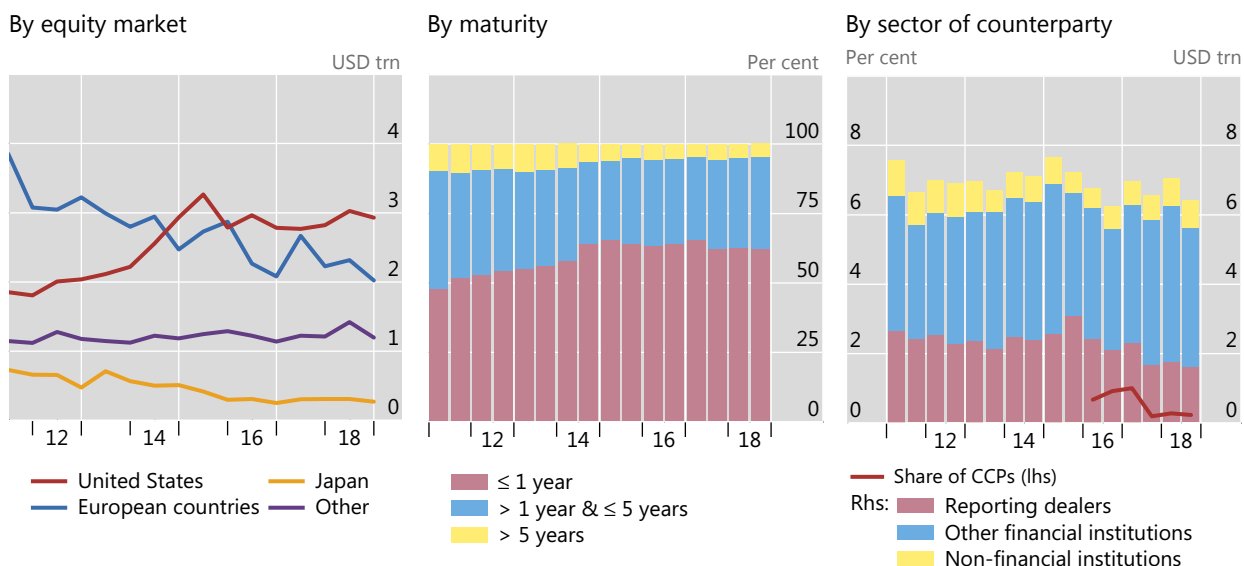 By equity market
USD trn
4
3
2
1
0
12 14 16 18
United States
Japan
European countries
Other
By maturity
Per cent
100
75
50
25
0
12 14 16 18
≤ 1 year
> 1 year & ≤ 5 years
> 5 years
By sector of counterparty
Per cent USD trn
8 8
6 6
4 4
2 2
0 0
12 14 16 18
Share of CCPs (lhs)
Rhs: Reporting dealers
Other financial institutions
Non-financial institutions